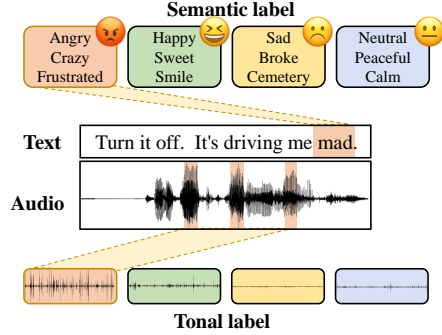 Semantic label
Angry
Crazy
Frustrated
Happy
Sweet
Smile
Sad
Broke
Cemetery
Neutral
Peaceful
Calm
Text
Turn it off. It's driving me mad.
Audio
Tonal label